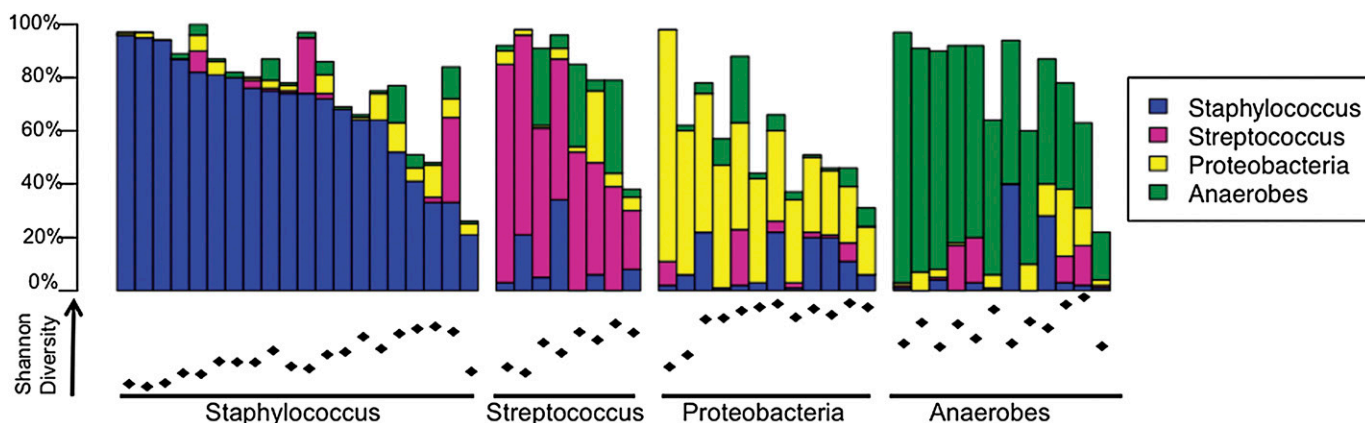 100%
80%
60%
40%
20%
0%
Shannon
Diversity
Staphylococcus
Streptococcus
Proteobacteria
Anaerobes
Staphylococcus
Streptococcus
Proteobacteria
Anaerobes